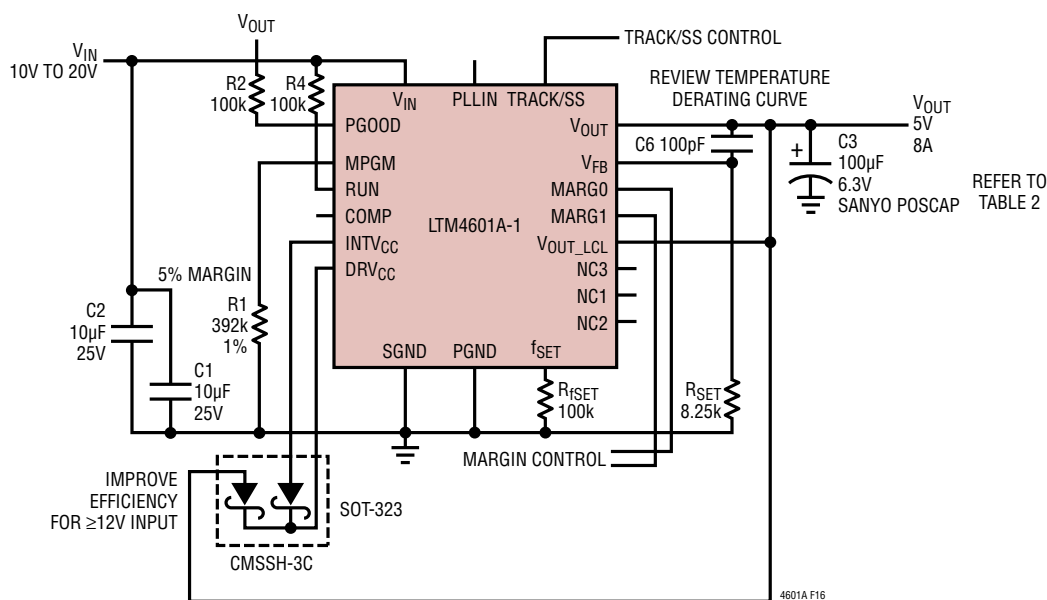 VOUT
VIN
10V TO 20V
R2
100k
R4
100k
TRACK/SS CONTROL
REVIEW TEMPERATURE
DERATING CURVE
VIN
PLLIN
TRACK/SS
PGOOD
MPGM
RUN
COMP
INTVCC
DRVCC
LTM4601A-1
VOUT
VFB
MARG0
MARG1
VOUT_LCL
NC3
NC1
NC2
SGND
PGND
fSET
C6 100pF
VOUT
5V
8A
+
C3
100µF
6.3V
SANYO POSCAP
REFER TO
TABLE 2
5% MARGIN
R1
392k
1%
C2
10µF
25V
C1
10µF
25V
RfSET
100k
RSET
8.25k
MARGIN CONTROL
IMPROVE
EFFICIENCY
FOR ≥12V INPUT
SOT-323
CMSSH-3C
4601A F16